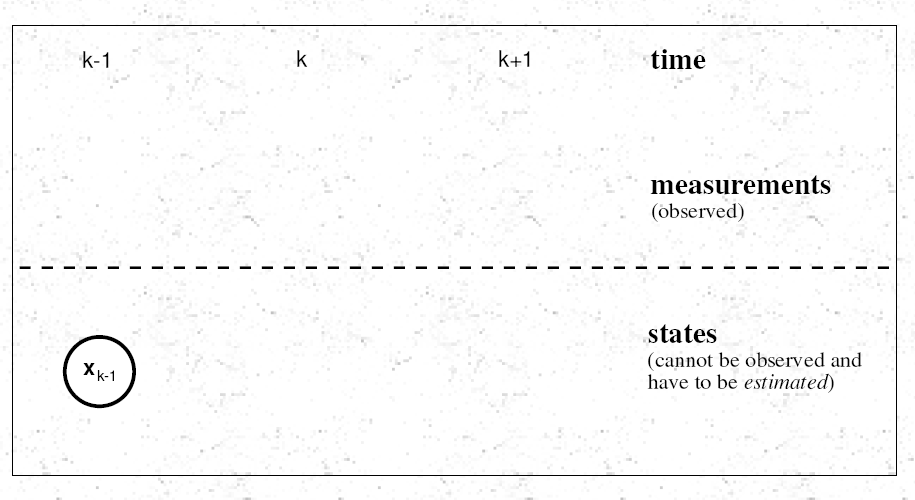 k-1 k k+1 time
measurements
(observed)
states
(cannot be observed and
have to be estimated)
x k-1